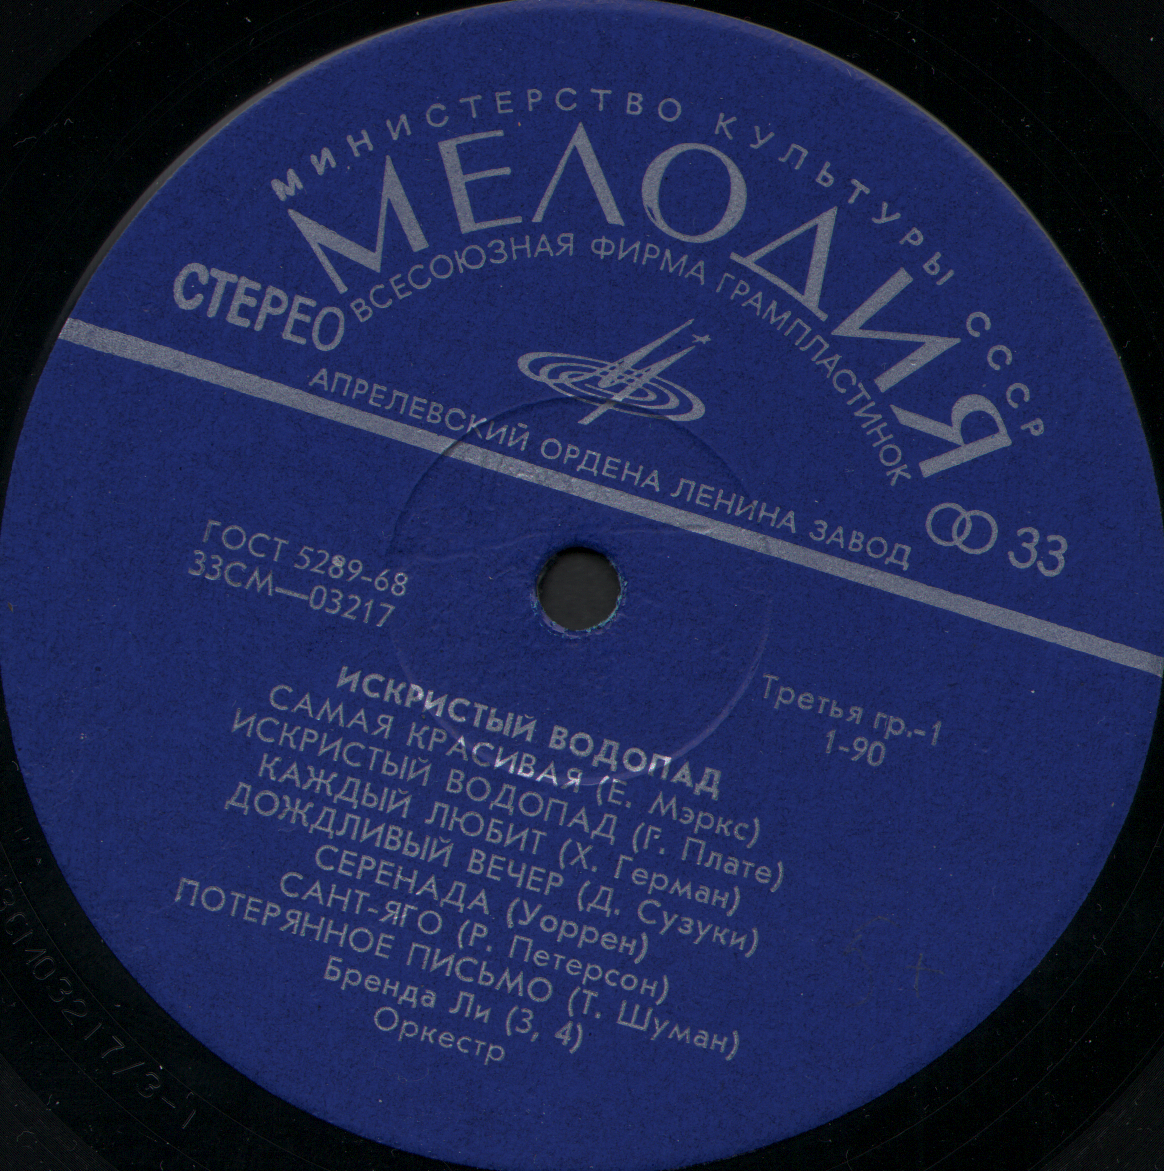 МИНИСТЕРСТВО КУЛЬТУРЫ СССР
МЕЛОДИЯ
ВСЕСОЮЗНАЯ ФИРМА ГРАМПЛАСТИНОК
СТЕРЕО
АПРЕЛЕВСКИЙ ОРДЕНА ЛЕНИНА ЗАВОД
33
ГОСТ 5289-68
33СМ—03217
Третья гр.-1
1-90
ИСКРИСТЫЙ ВОДОПАД
САМАЯ КРАСИВАЯ (Е. Мэркс)
ИСКРИСТЫЙ ВОДОПАД (Г. Плате)
КАЖДЫЙ ЛЮБИТ (Х. Герман)
ДОЖДЛИВЫЙ ВЕЧЕР (Д. Сузуки)
СЕРЕНАДА (Уоррен)
САНТ-ЯГО (Р. Петерсон)
ПОТЕРЯННОЕ ПИСЬМО (Т. Шуман)
Бренда Ли (3, 4)
Оркестр